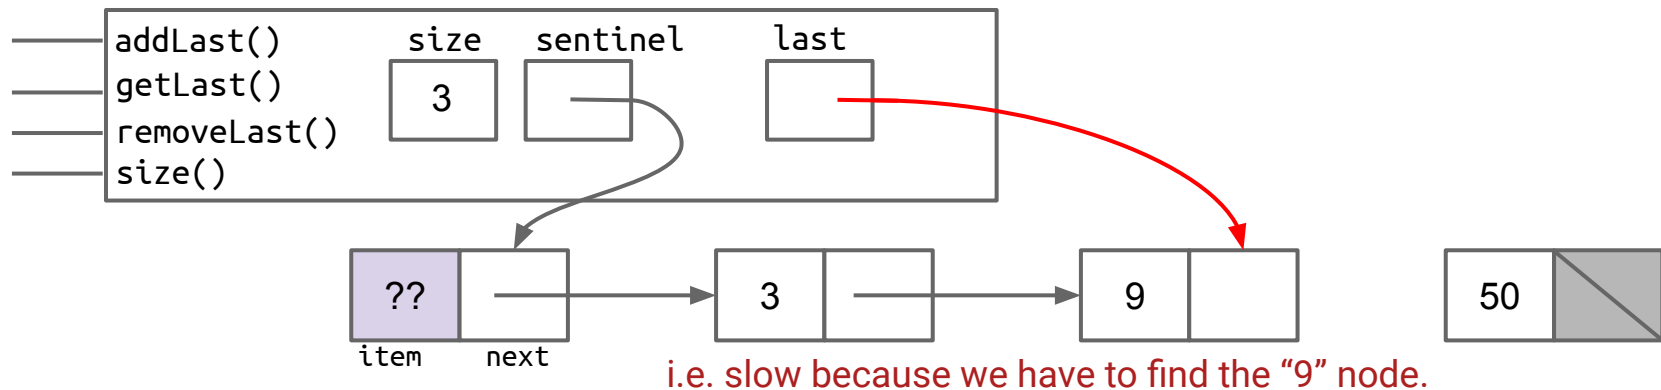 addLast() size sentinel last
getLast() 3
removeLast()
size()
?? 3 9 50
item next
i.e. slow because we have to find the “9” node.